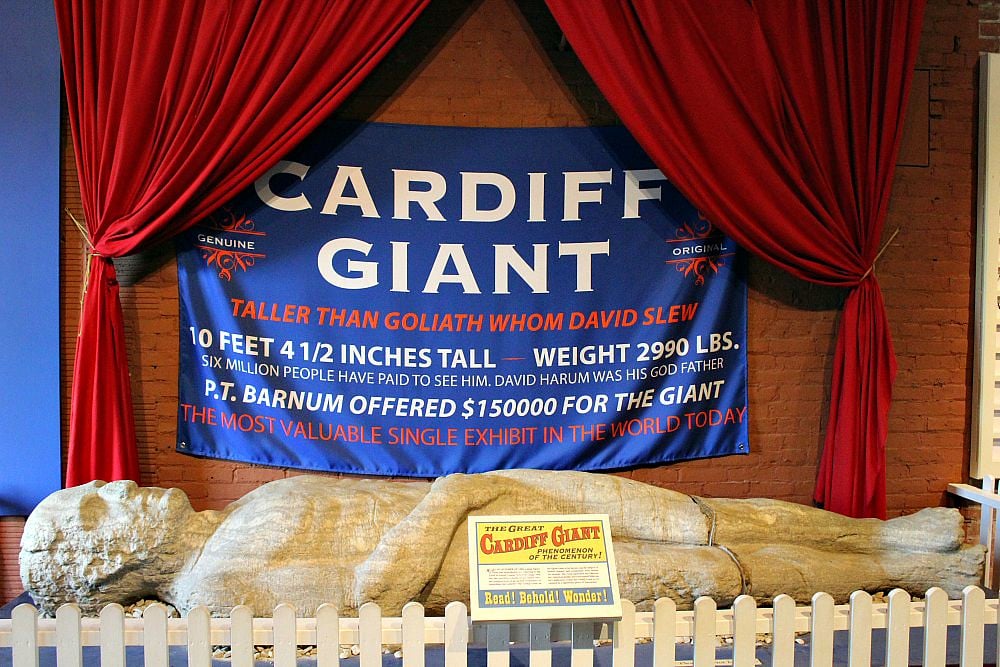 CARDIFF
GIANT
GENUINE
ORIGINAL
TALLER THAN GOLIATH WHOM DAVID SLEW
10 FEET 4 1/2 INCHES TALL — WEIGHT 2990 LBS.
SIX MILLION PEOPLE HAVE PAID TO SEE HIM. DAVID HARUM WAS HIS GOD FATHER
P.T. BARNUM OFFERED $150000 FOR THE GIANT
THE MOST VALUABLE SINGLE EXHIBIT IN THE WORLD TODAY
THE GREAT
CARDIFF GIANT
PHENOMENON
OF THE CENTURY!
Read! Behold! Wonder!